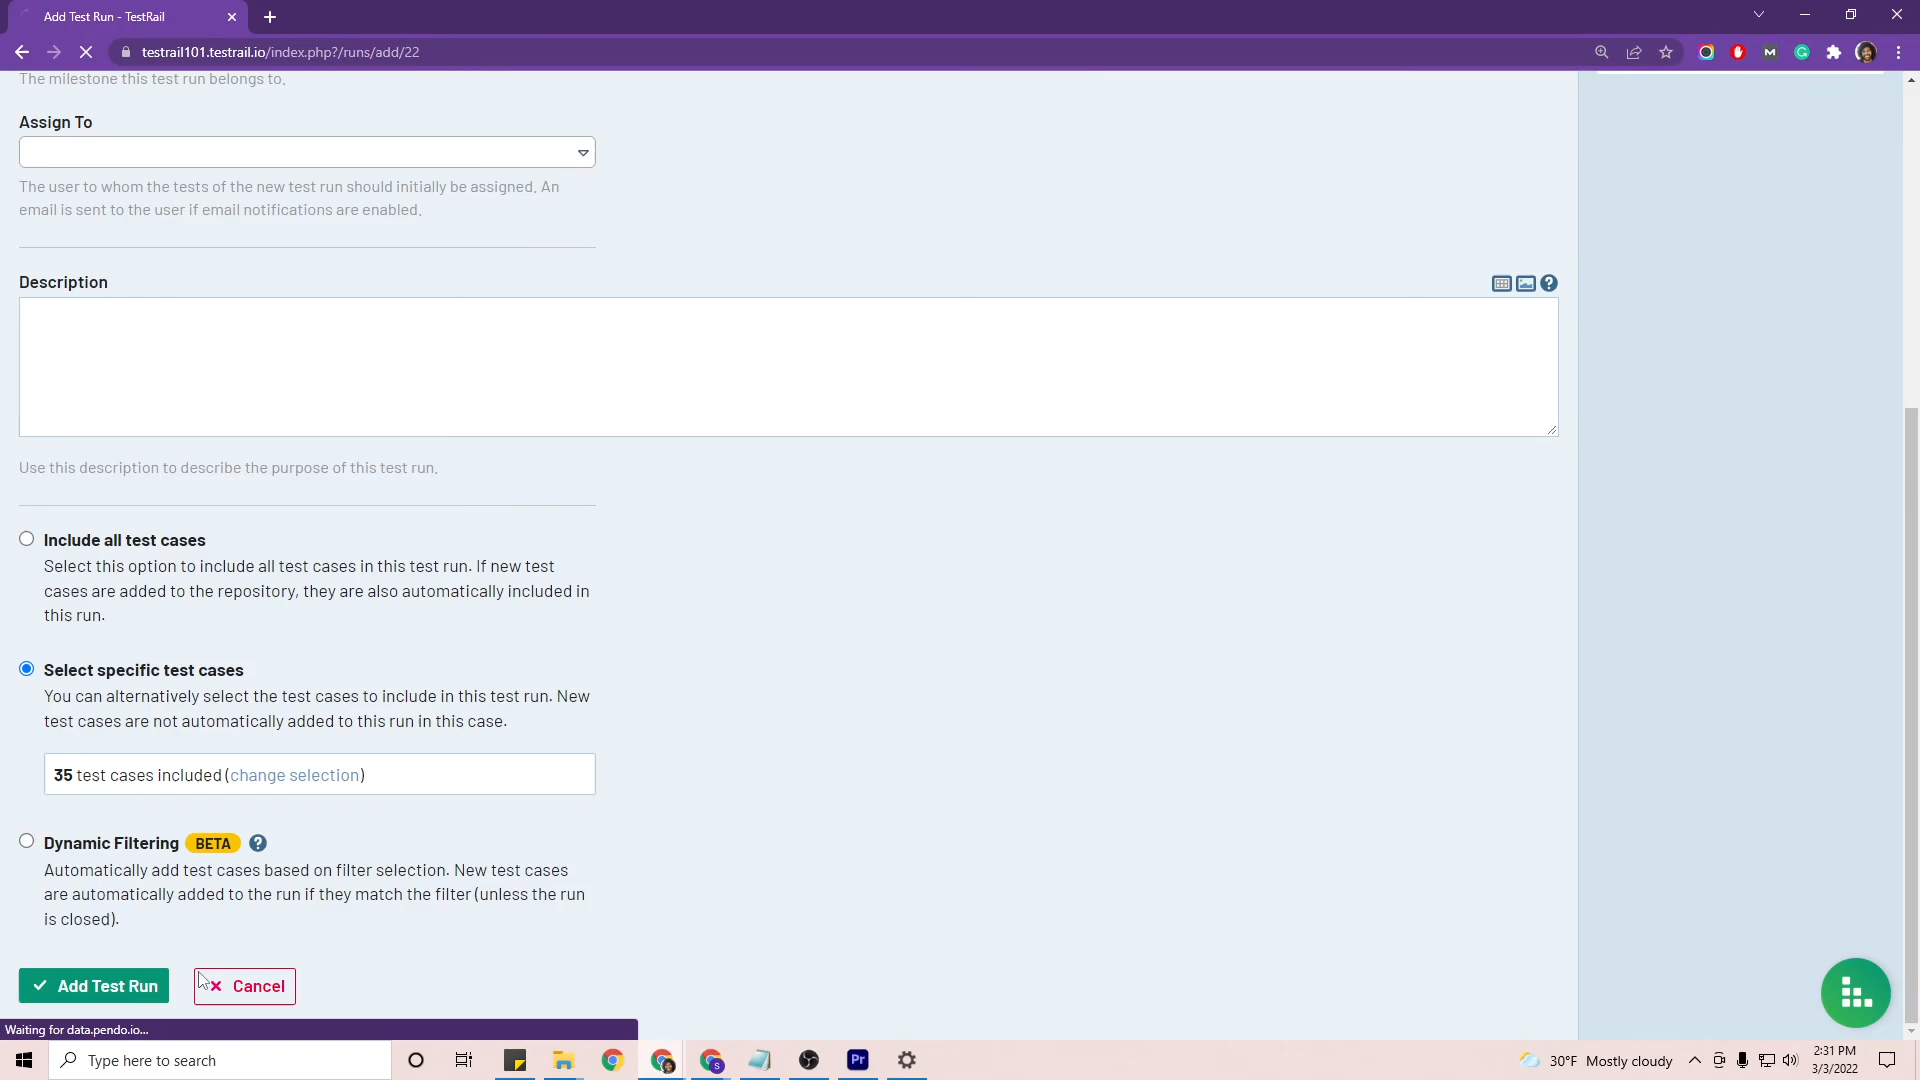 Add Test Run - TestRail
testrail101.testrail.io/index.php?/runs/add/22
The milestone this test run belongs to.
Assign To
The user to whom the tests of the new test run should initially be assigned. An
email is sent to the user if email notifications are enabled.
Description
Use this description to describe the purpose of this test run.
Include all test cases
Select this option to include all test cases in this test run. If new test
cases are added to the repository, they are also automatically included in
this run.
Select specific test cases
You can alternatively select the test cases to include in this test run. New
test cases are not automatically added to this run in this case.
35 test cases included (change selection)
Dynamic Filtering BETA ?
Automatically add test cases based on filter selection. New test cases
are automatically added to the run if they match the filter (unless the run
is closed).
Add Test Run Cancel
Waiting for data.pendo.io...
Type here to search
Pr
30°F Mostly cloudy
2:31 PM
3/3/2022